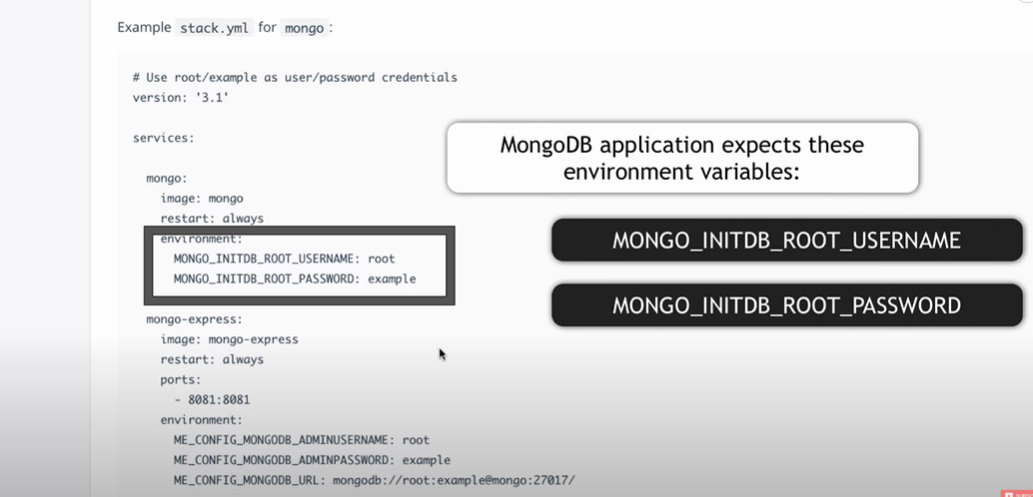 Example stack.yml for mongo:
# Use root/example as user/password credentials
version: '3.1'
services:
mongo:
image: mongo
restart: always
environment:
MONGO_INITDB_ROOT_USERNAME: root
MONGO_INITDB_ROOT_PASSWORD: example
mongo-express:
image: mongo-express
restart: always
ports:
- 8081:8081
environment:
ME_CONFIG_MONGODB_ADMINUSERNAME: root
ME_CONFIG_MONGODB_ADMINPASSWORD: example
ME_CONFIG_MONGODB_URL: mongodb://root:example@mongo:27017/
MongoDB application expects these
environment variables:
MONGO_INITDB_ROOT_USERNAME
MONGO_INITDB_ROOT_PASSWORD